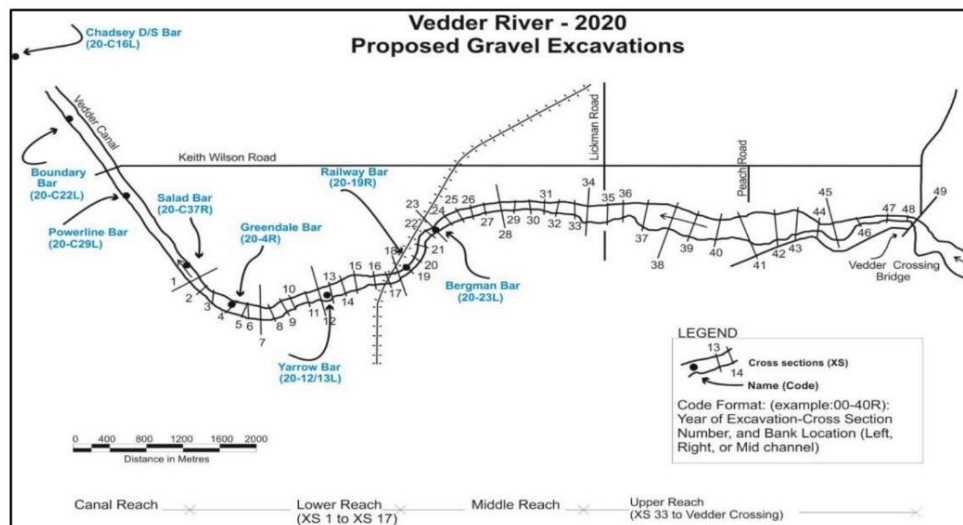 Vedder River - 2020
Proposed Gravel Excavations
Chadsey D/S Bar
(20-C16L)
Vedder Canal
Keith Wilson Road
Lickman Road
Peach Road
Boundary
Bar
(20-C22L)
Powerline Bar
(20-C29L)
Salad Bar
(20-C37R)
Greendale Bar
(20-4R)
Railway Bar
(20-19R)
Bergman Bar
(20-23L)
Yarrow Bar
(20-12/13L)
Vedder Crossing
Bridge
1
2
3
4
5
6
7
8
9
10
11
12
13
14
15
16
17
18
19
20
21
22
23
24
25
26
27
28
29
30
31
32
33
34
35
36
37
38
39
40
41
42
43
44
45
46
47
48
49
LEGEND
13
14
Cross sections (XS)
Name (Code)
Code Format: (example:00-40R):
Year of Excavation-Cross Section
Number, and Bank Location (Left,
Right, or Mid channel)
0 400 800 1200 1600 2000
Distance in Metres
Canal Reach
Lower Reach
(XS 1 to XS 17)
Middle Reach
Upper Reach
(XS 33 to Vedder Crossing)